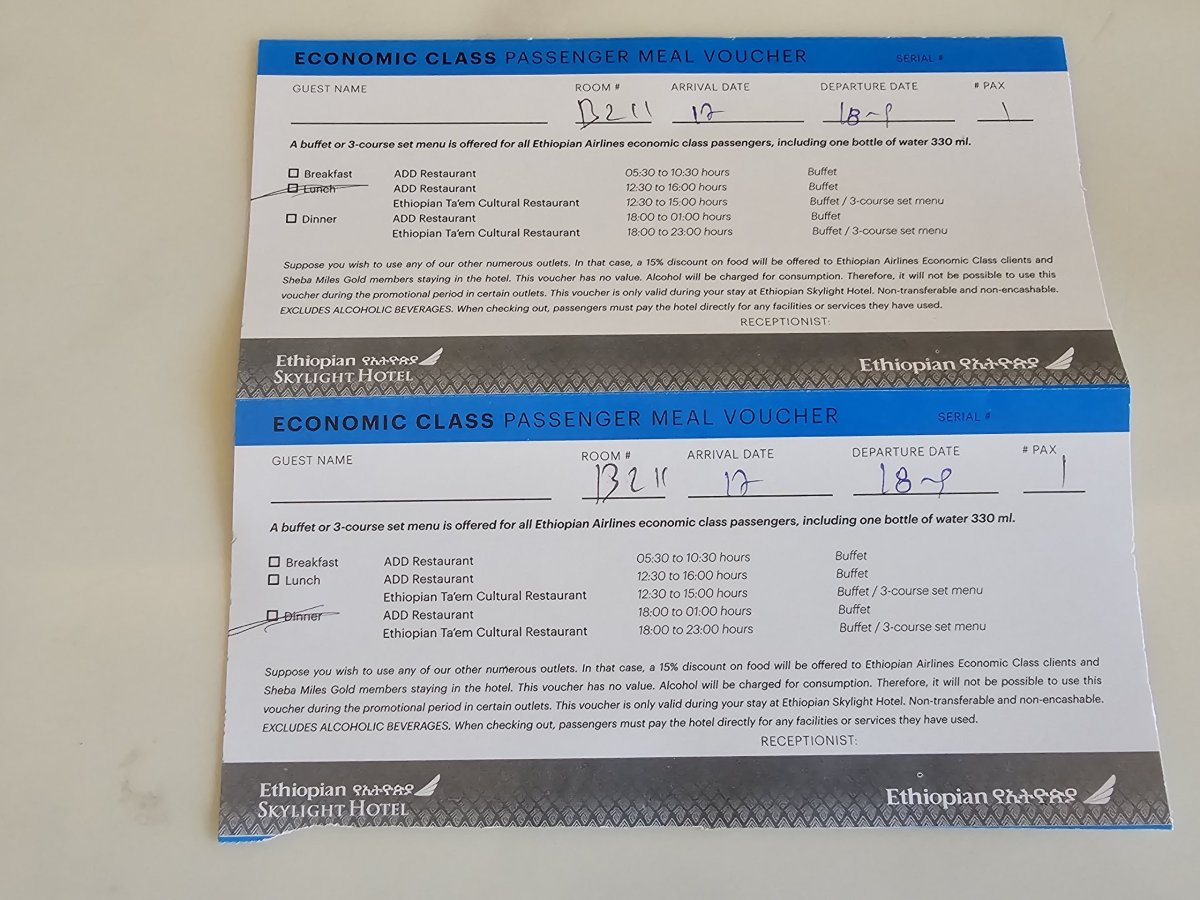 ECONOMIC CLASS PASSENGER MEAL VOUCHER SERIAL #
GUEST NAME ROOM # ARRIVAL DATE DEPARTURE DATE # PAX
B211 17 18-9 1
A buffet or 3-course set menu is offered for all Ethiopian Airlines economic class passengers, including one bottle of water 330 ml.
Breakfast ADD Restaurant 05:30 to 10:30 hours Buffet
Lunch ADD Restaurant 12:30 to 16:00 hours Buffet
Ethiopian Ta'em Cultural Restaurant 12:30 to 15:00 hours Buffet / 3-course set menu
Dinner ADD Restaurant 18:00 to 01:00 hours Buffet
Ethiopian Ta'em Cultural Restaurant 18:00 to 23:00 hours Buffet / 3-course set menu
Suppose you wish to use any of our other numerous outlets. In that case, a 15% discount on food will be offered to Ethiopian Airlines Economic Class clients and
Sheba Miles Gold members staying in the hotel. This voucher has no value. Alcohol will be charged for consumption. Therefore, it will not be possible to use this
voucher during the promotional period in certain outlets. This voucher is only valid during your stay at Ethiopian Skylight Hotel. Non-transferable and non-encashable.
EXCLUDES ALCOHOLIC BEVERAGES. When checking out, passengers must pay the hotel directly for any facilities or services they have used.
RECEPTIONIST:
Ethiopian የኢትዮጵያ Ethiopian የኢትዮጵያ
SKYLIGHT HOTEL
ECONOMIC CLASS PASSENGER MEAL VOUCHER SERIAL #
GUEST NAME ROOM # ARRIVAL DATE DEPARTURE DATE # PAX
B211 17 18-9 1
A buffet or 3-course set menu is offered for all Ethiopian Airlines economic class passengers, including one bottle of water 330 ml.
Breakfast ADD Restaurant 05:30 to 10:30 hours Buffet
Lunch ADD Restaurant 12:30 to 16:00 hours Buffet
Ethiopian Ta'em Cultural Restaurant 12:30 to 15:00 hours Buffet / 3-course set menu
Dinner ADD Restaurant 18:00 to 01:00 hours Buffet
Ethiopian Ta'em Cultural Restaurant 18:00 to 23:00 hours Buffet / 3-course set menu
Suppose you wish to use any of our other numerous outlets. In that case, a 15% discount on food will be offered to Ethiopian Airlines Economic Class clients and
Sheba Miles Gold members staying in the hotel. This voucher has no value. Alcohol will be charged for consumption. Therefore, it will not be possible to use this
voucher during the promotional period in certain outlets. This voucher is only valid during your stay at Ethiopian Skylight Hotel. Non-transferable and non-encashable.
EXCLUDES ALCOHOLIC BEVERAGES. When checking out, passengers must pay the hotel directly for any facilities or services they have used.
RECEPTIONIST:
Ethiopian የኢትዮጵያ Ethiopian የኢትዮጵያ
SKYLIGHT HOTEL